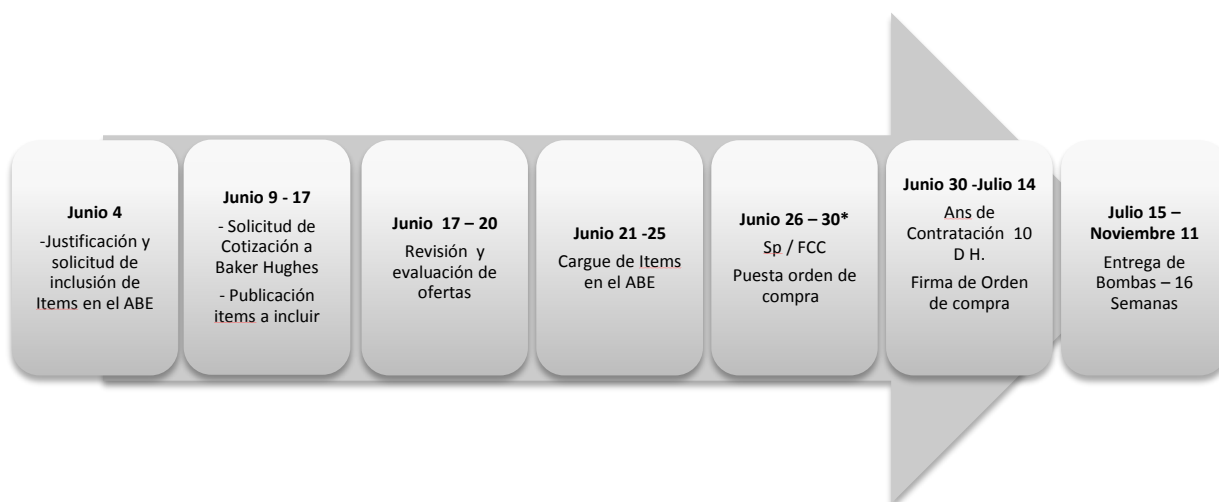 Junio 4
-Justificación y
solicitud de
inclusión de
Items en el ABE
Junio 9 - 17
- Solicitud de
Cotización a
Baker Hughes
- Publicación
items a incluir
Junio 17 – 20
Revisión y
evaluación de
ofertas
Junio 21 -25
Cargue de Items
en el ABE
Junio 26 – 30*
Sp / FCC
Puesta orden de
compra
Junio 30 -Julio 14
Ans de
Contratación 10
D H.
Firma de Orden
de compra
Julio 15 –
Noviembre 11
Entrega de
Bombas – 16
Semanas